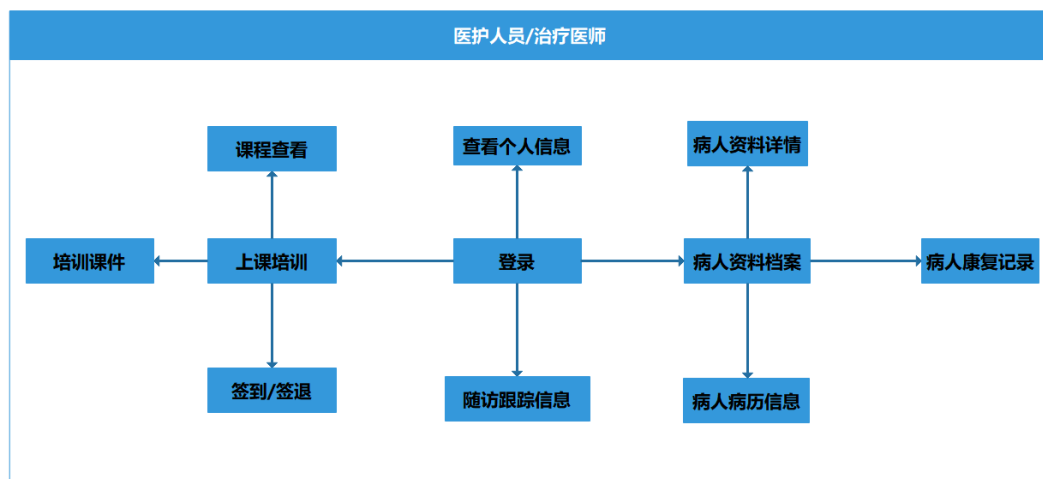 医护人员/治疗医师
课程查看
查看个人信息
病人资料详情
培训课件
上课培训
登录
病人资料档案
病人康复记录
签到/签退
随访跟踪信息
病人病历信息